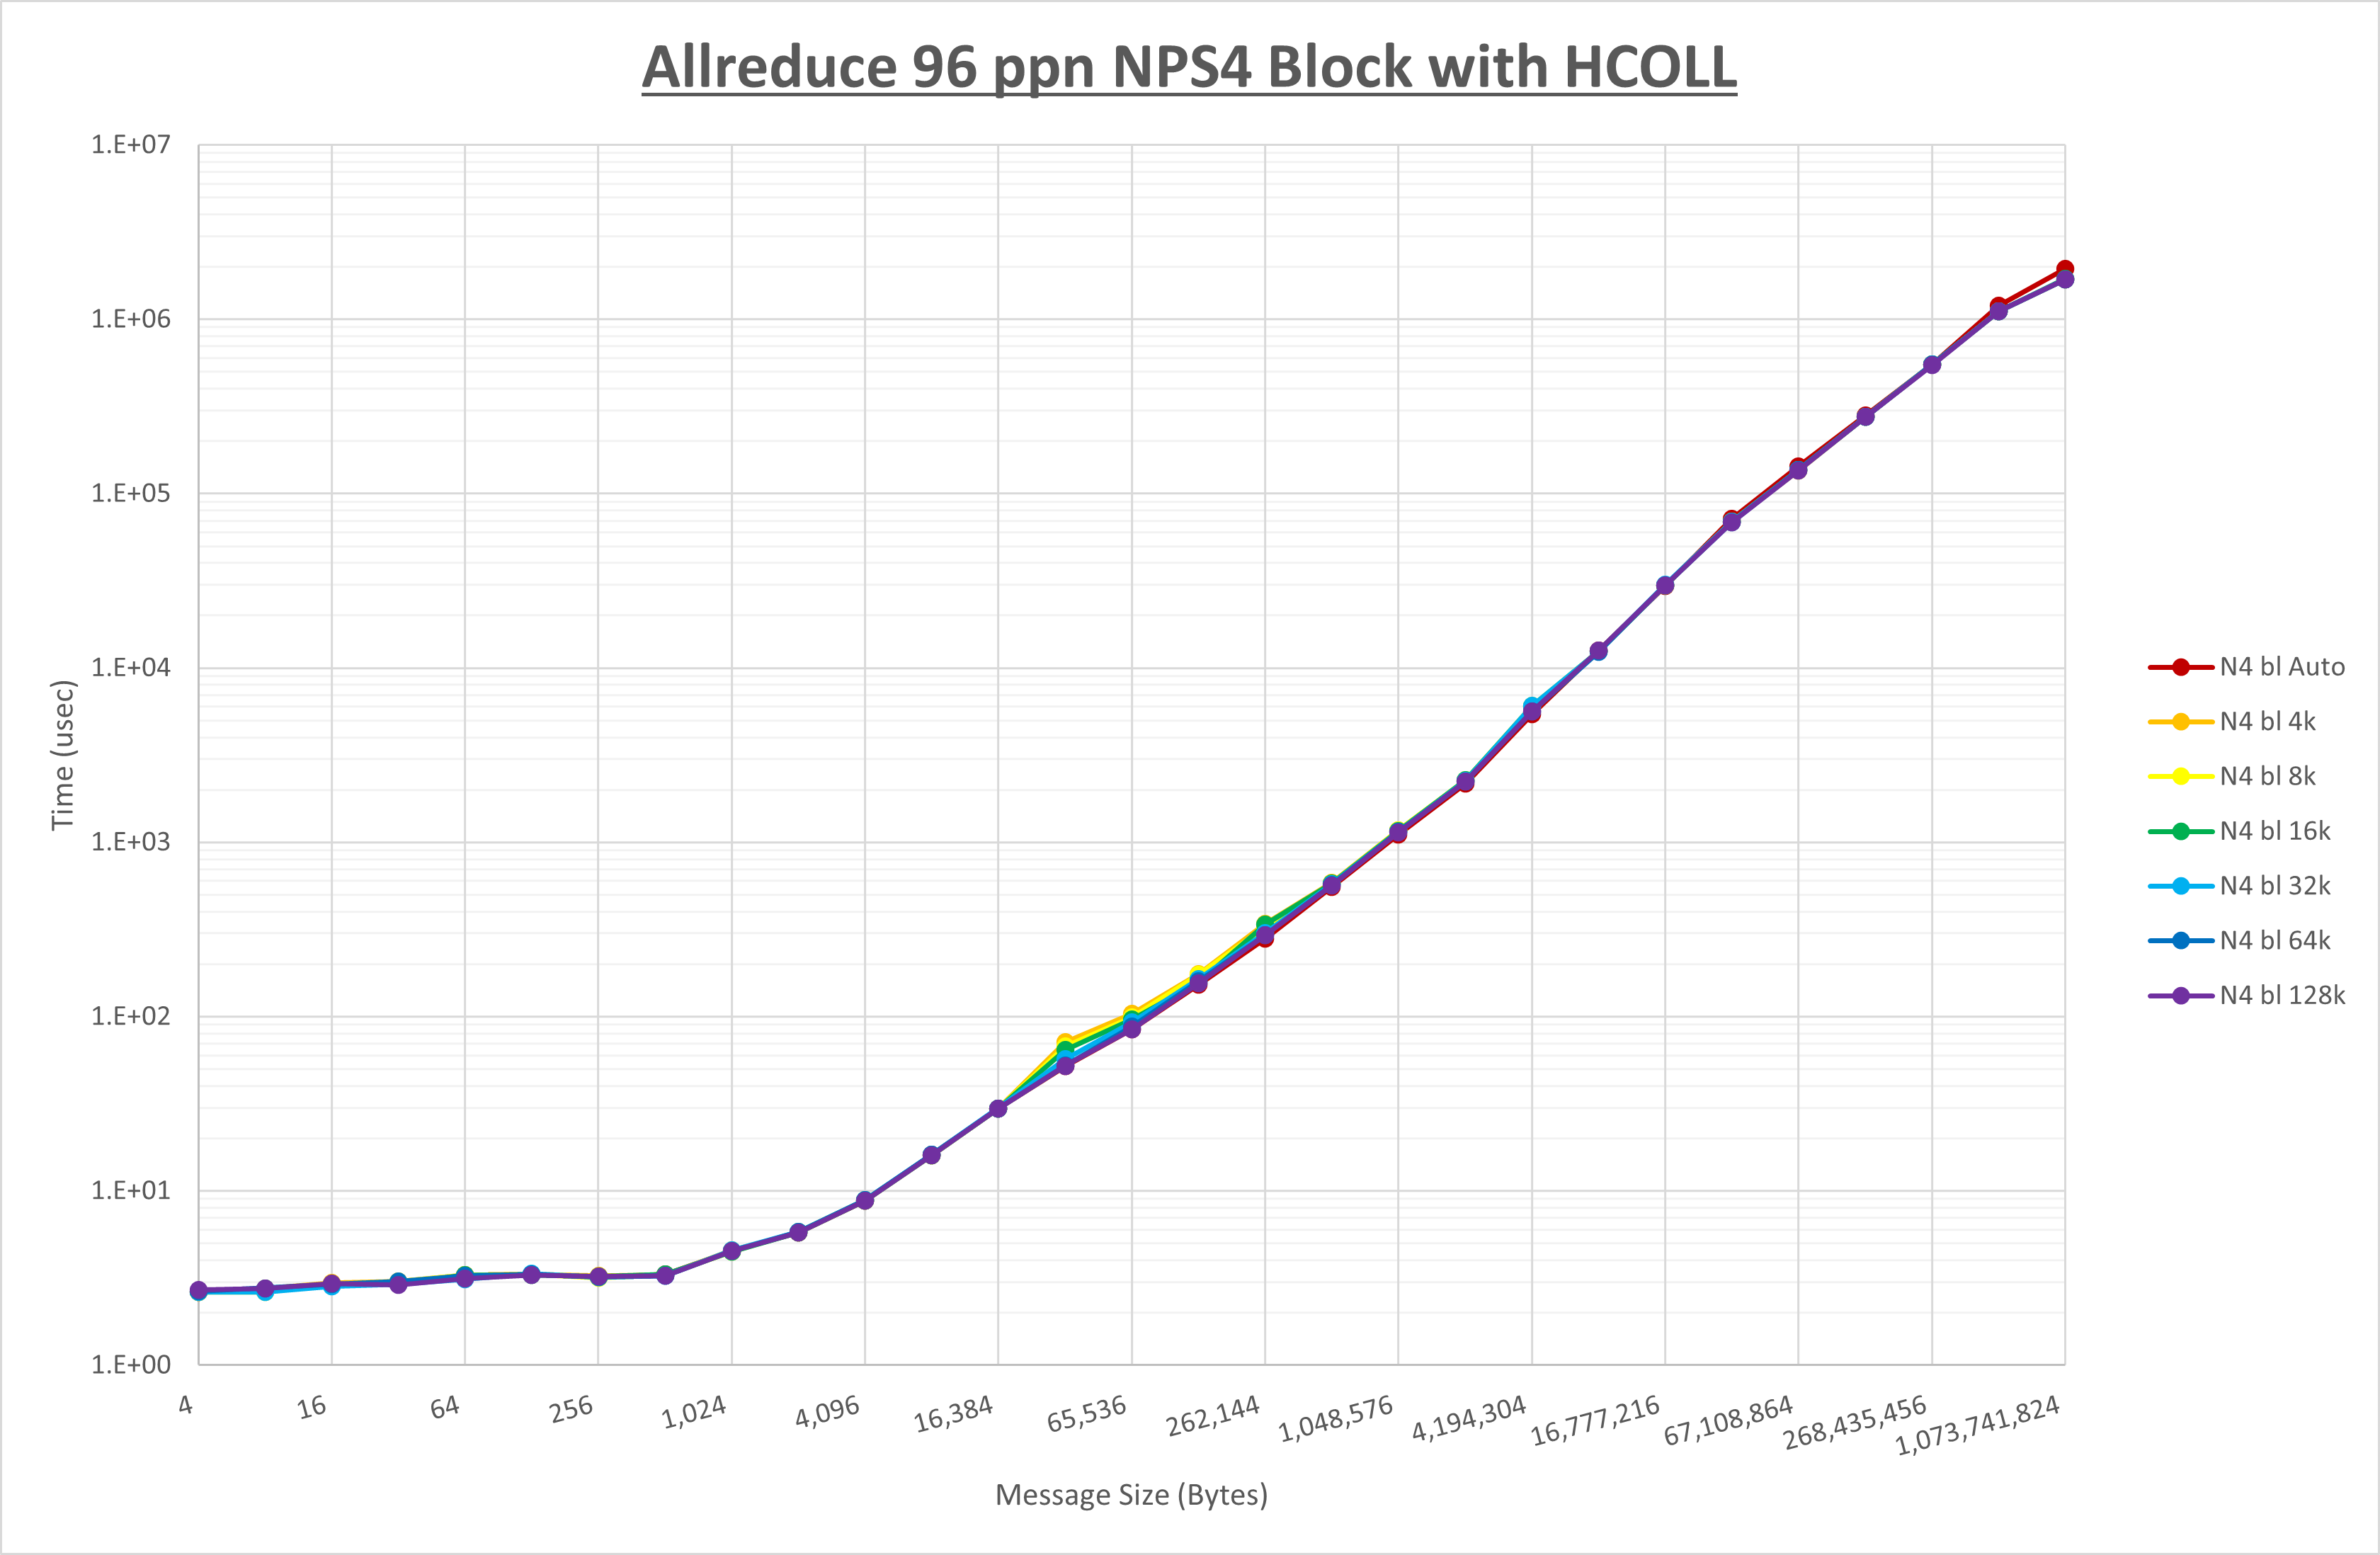 Allreduce 96 ppn NPS4 Block with HCOLL
1.E+07
1.E+06
1.E+05
1.E+04
1.E+03
1.E+02
1.E+01
1.E+00
Time (usec)
4
16
64
256
1,024
4,096
16,384
65,536
262,144
1,048,576
4,194,304
16,777,216
67,108,864
268,435,456
1,073,741,824
Message Size (Bytes)
N4 bl Auto
N4 bl 4k
N4 bl 8k
N4 bl 16k
N4 bl 32k
N4 bl 64k
N4 bl 128k